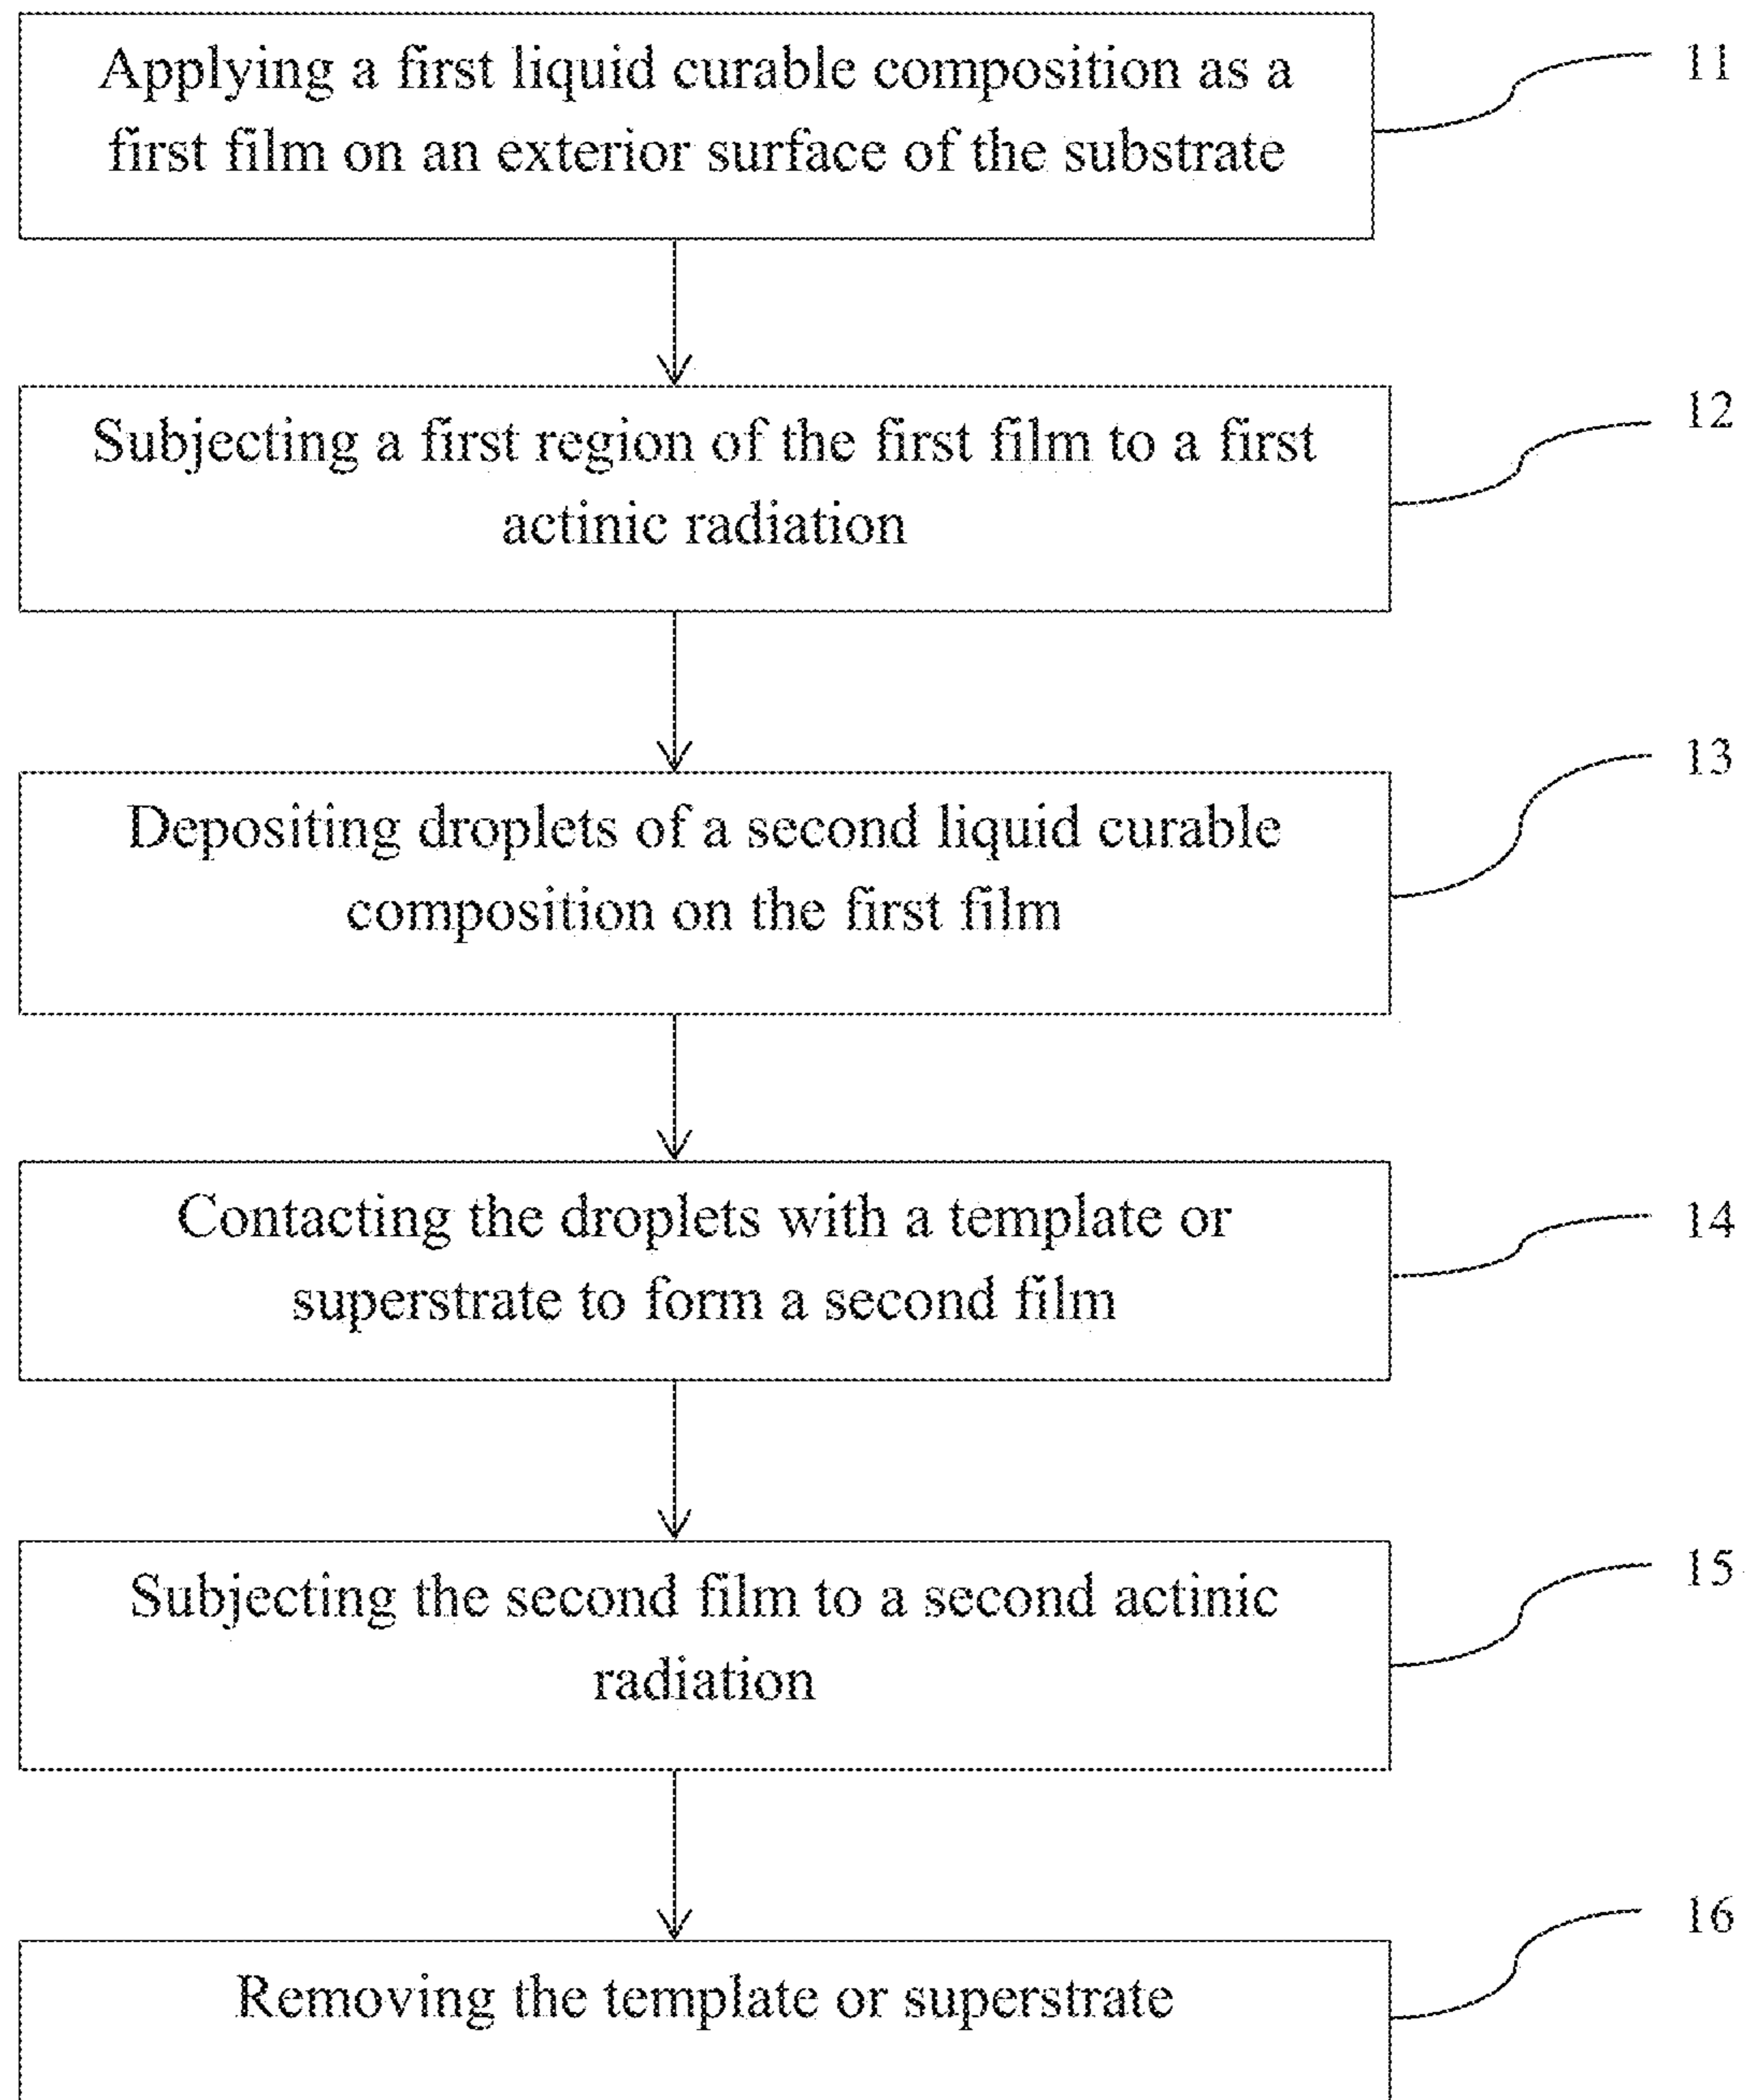 Applying a first liquid curable composition as a
first film on an exterior surface of the substrate
11
Subjecting a first region of the first film to a first
actinic radiation
12
Depositing droplets of a second liquid curable
composition on the first film
13
Contacting the droplets with a template or
superstrate to form a second film
14
Subjecting the second film to a second actinic
radiation
15
Removing the template or superstrate
16